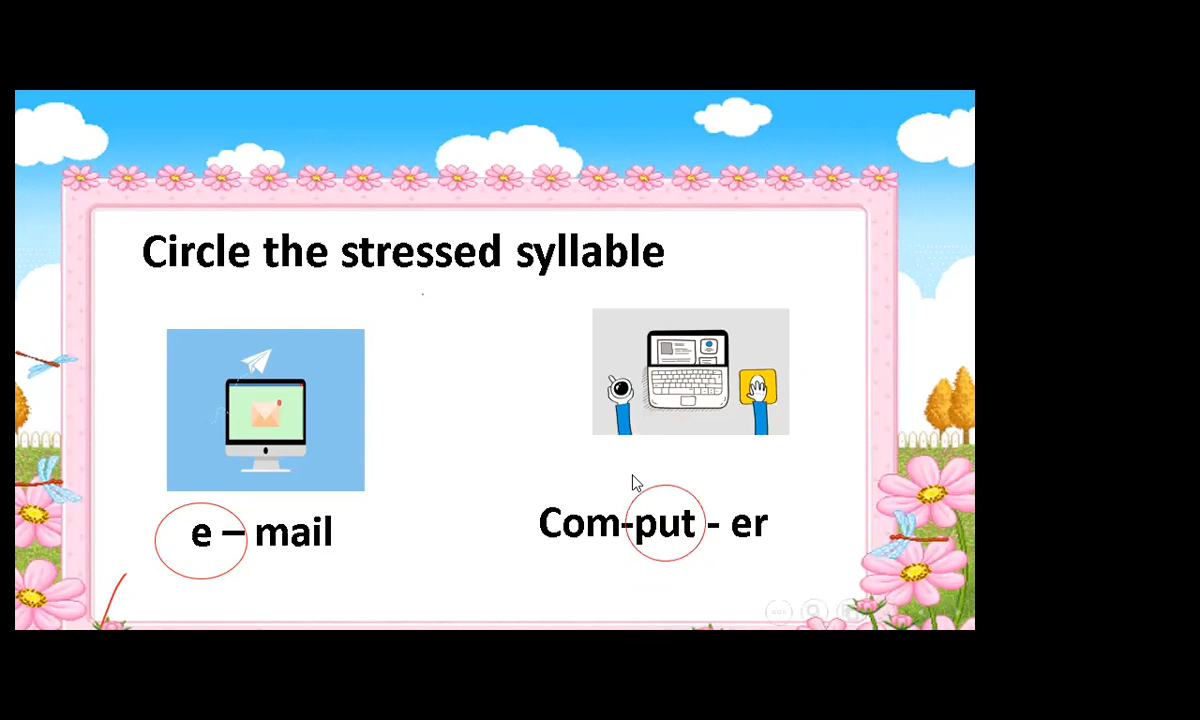 Circle the stressed syllable
e – mail
Com-put - er